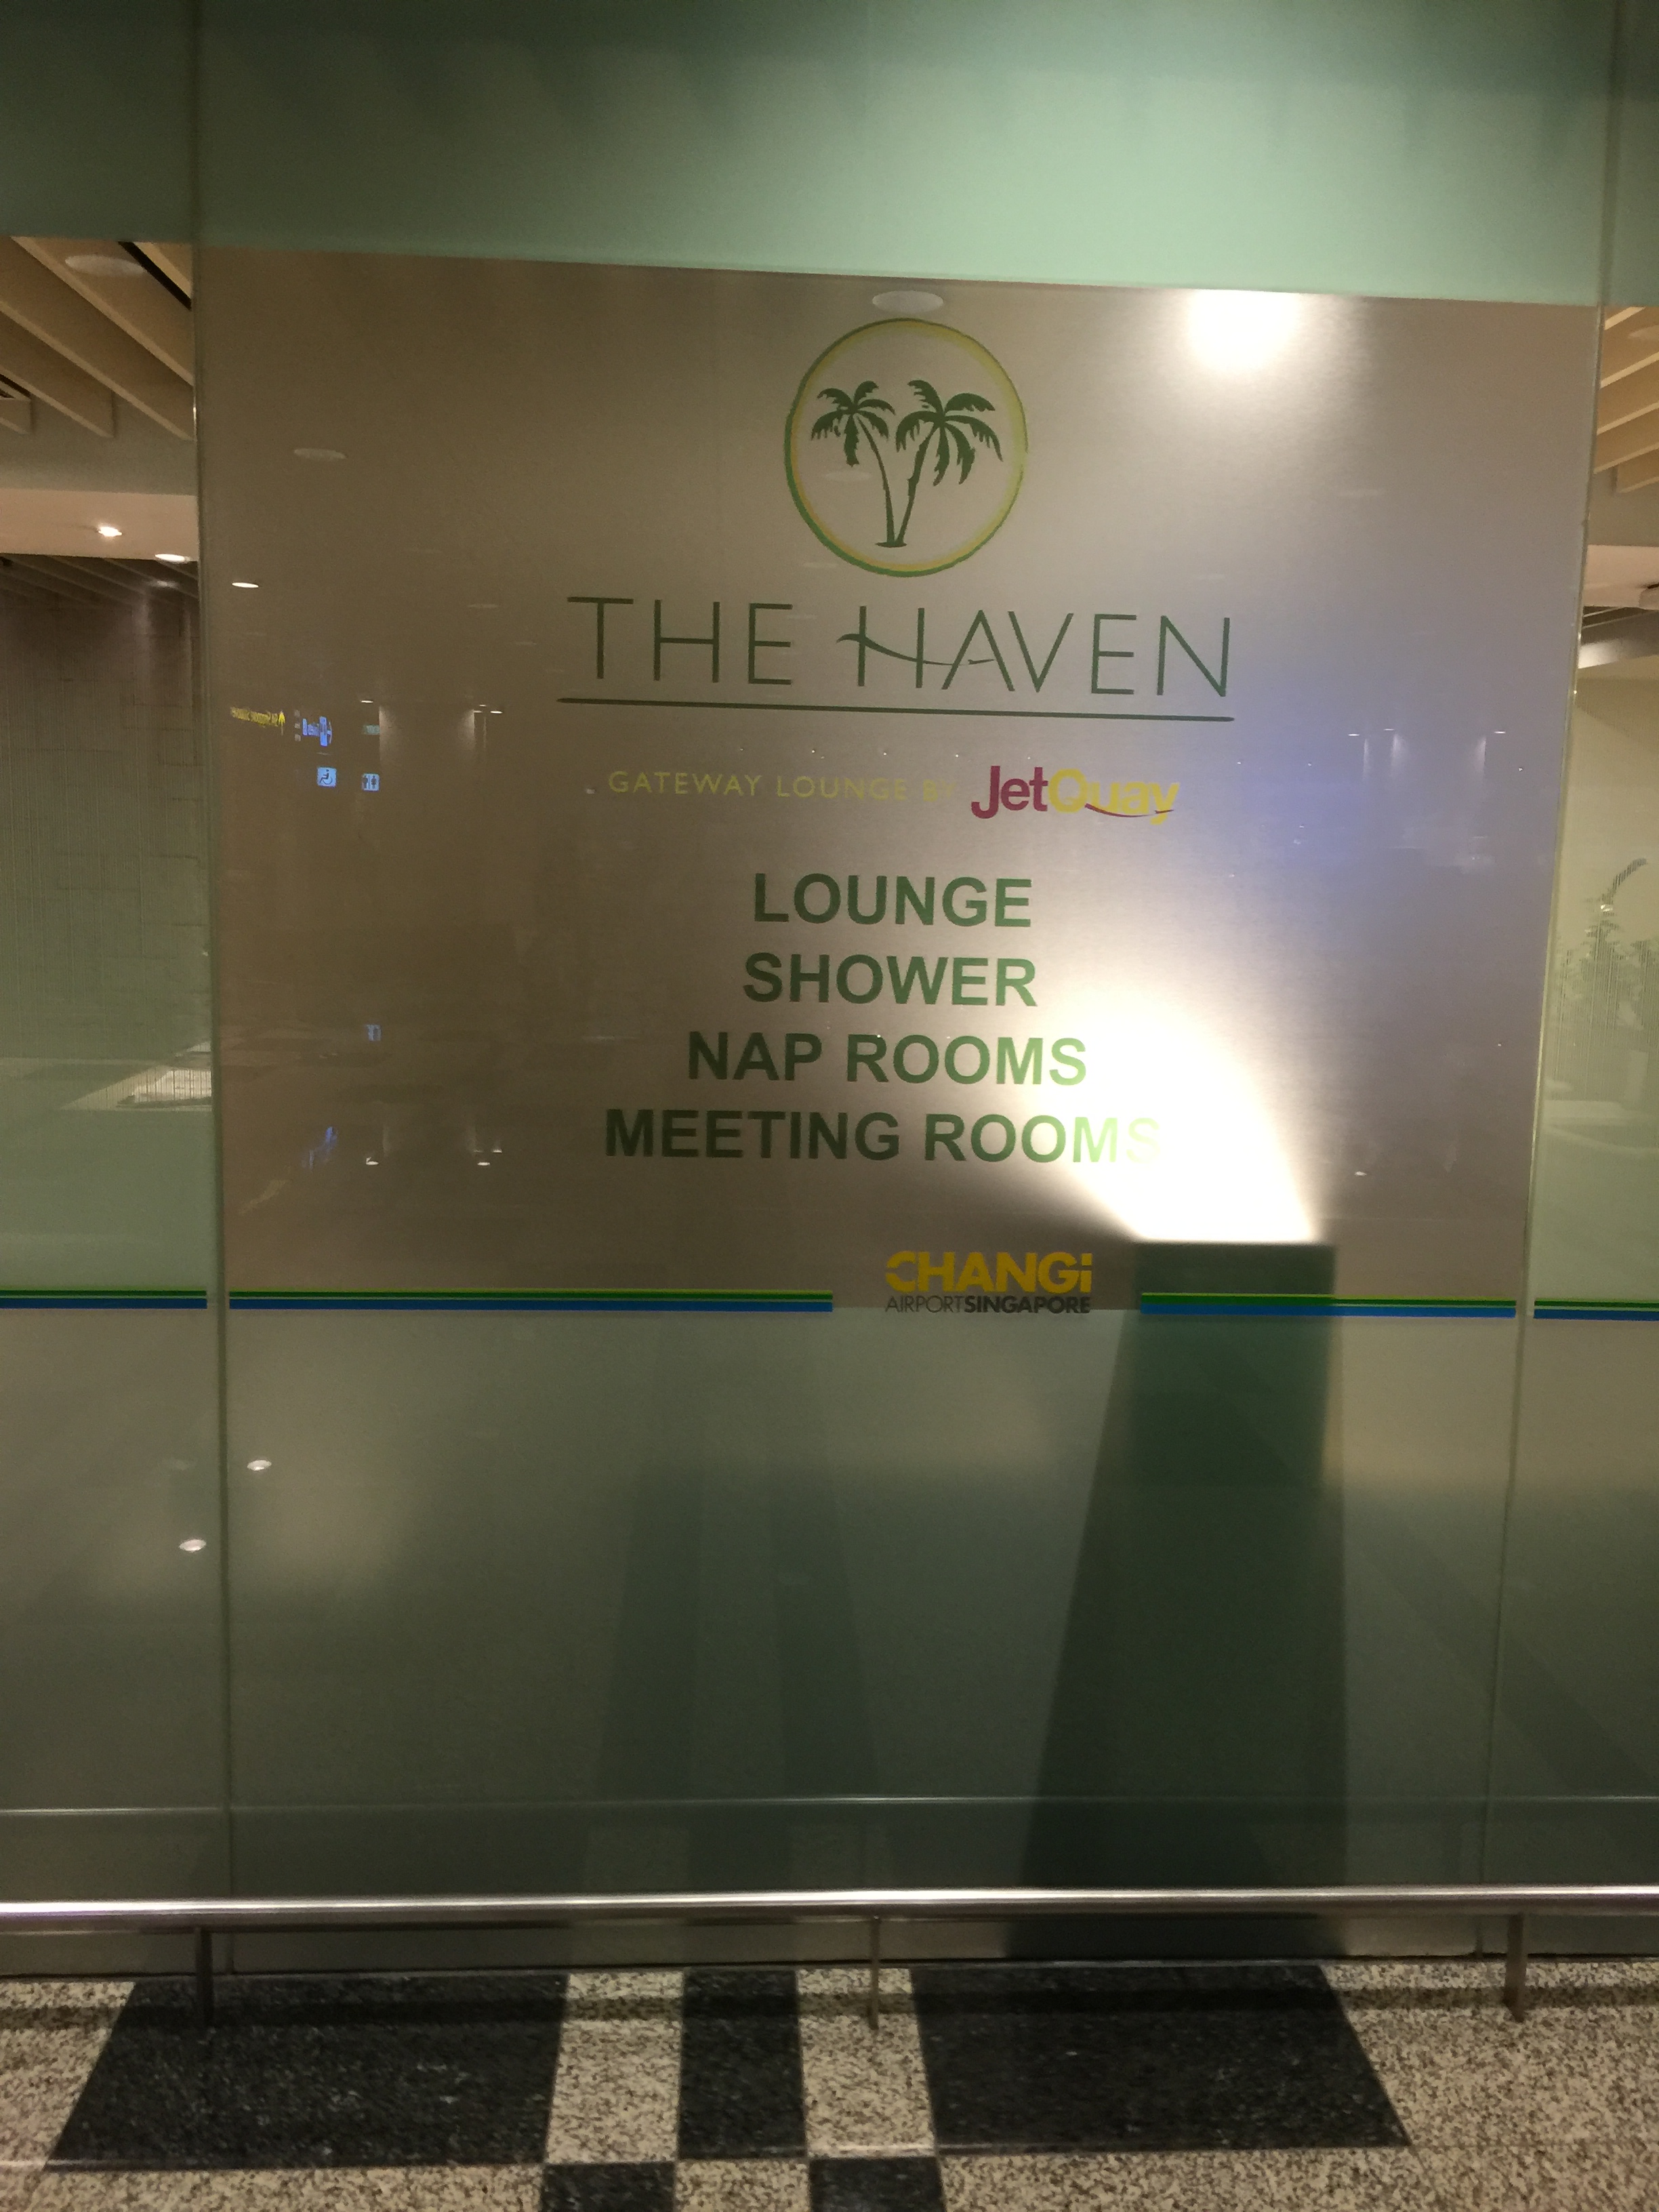 THE HAVEN
GATEWAY LOUNGE BY JetQuay
LOUNGE
SHOWER
NAP ROOMS
MEETING ROOMS
CHANGi
AIRPORTSINGAPORE